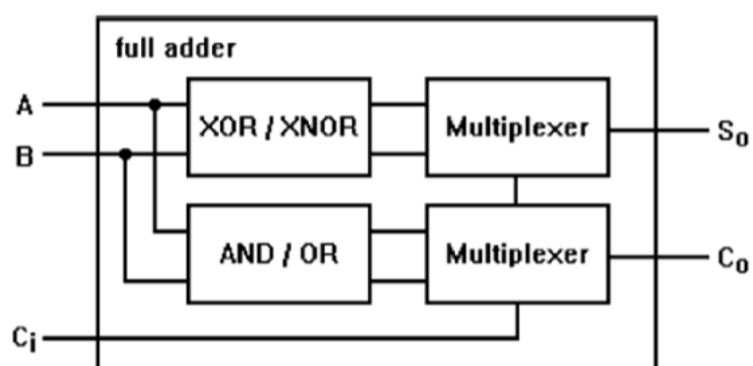 full adder
A
XOR / XNOR
Multiplexer
So
B
AND / OR
Multiplexer
Co
Ci